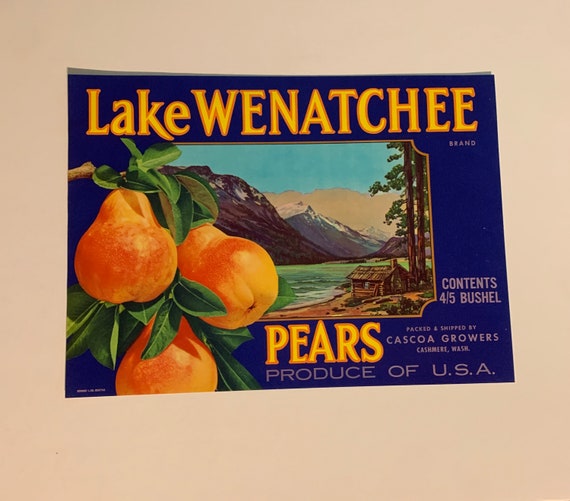 Lake WENATCHEE
BRAND
CONTENTS
4/5 BUSHEL
PEARS
PACKED & SHIPPED BY
CASCOA GROWERS
CASHMERE, WASH.
PRODUCE OF U.S.A.